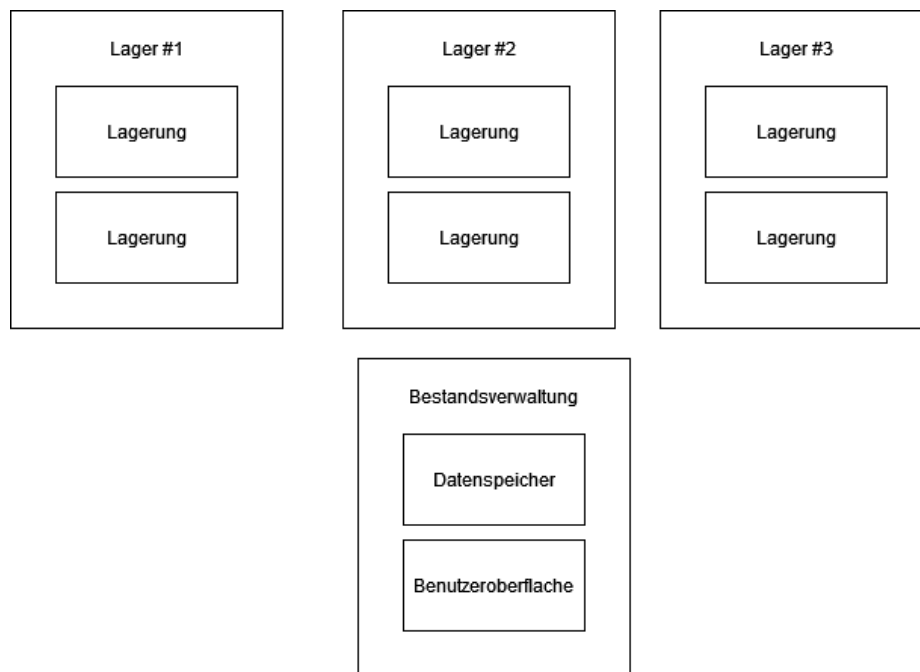 Lager #1
Lager #2
Lager #3
Lagerung
Lagerung
Lagerung
Lagerung
Lagerung
Lagerung
Bestandsverwaltung
Datenspeicher
Benutzeroberflache